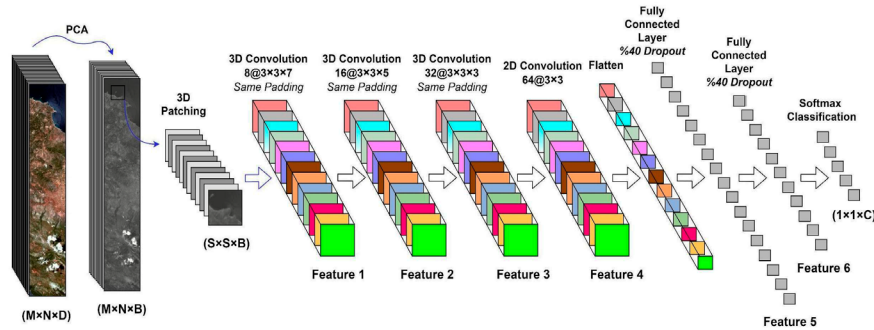 PCA
(M×N×D)
(M×N×B)
3D
Patching
(S×S×B)
3D Convolution
8@3×3×7
Same Padding
Feature 1
3D Convolution
16@3×3×5
Same Padding
Feature 2
3D Convolution
32@3×3×3
Same Padding
Feature 3
2D Convolution
64@3×3
Feature 4
Flatten
Fully
Connected
Layer
%40 Dropout
Feature 5
Fully
Connected
Layer
%40 Dropout
Feature 6
Softmax
Classification
(1×1×C)